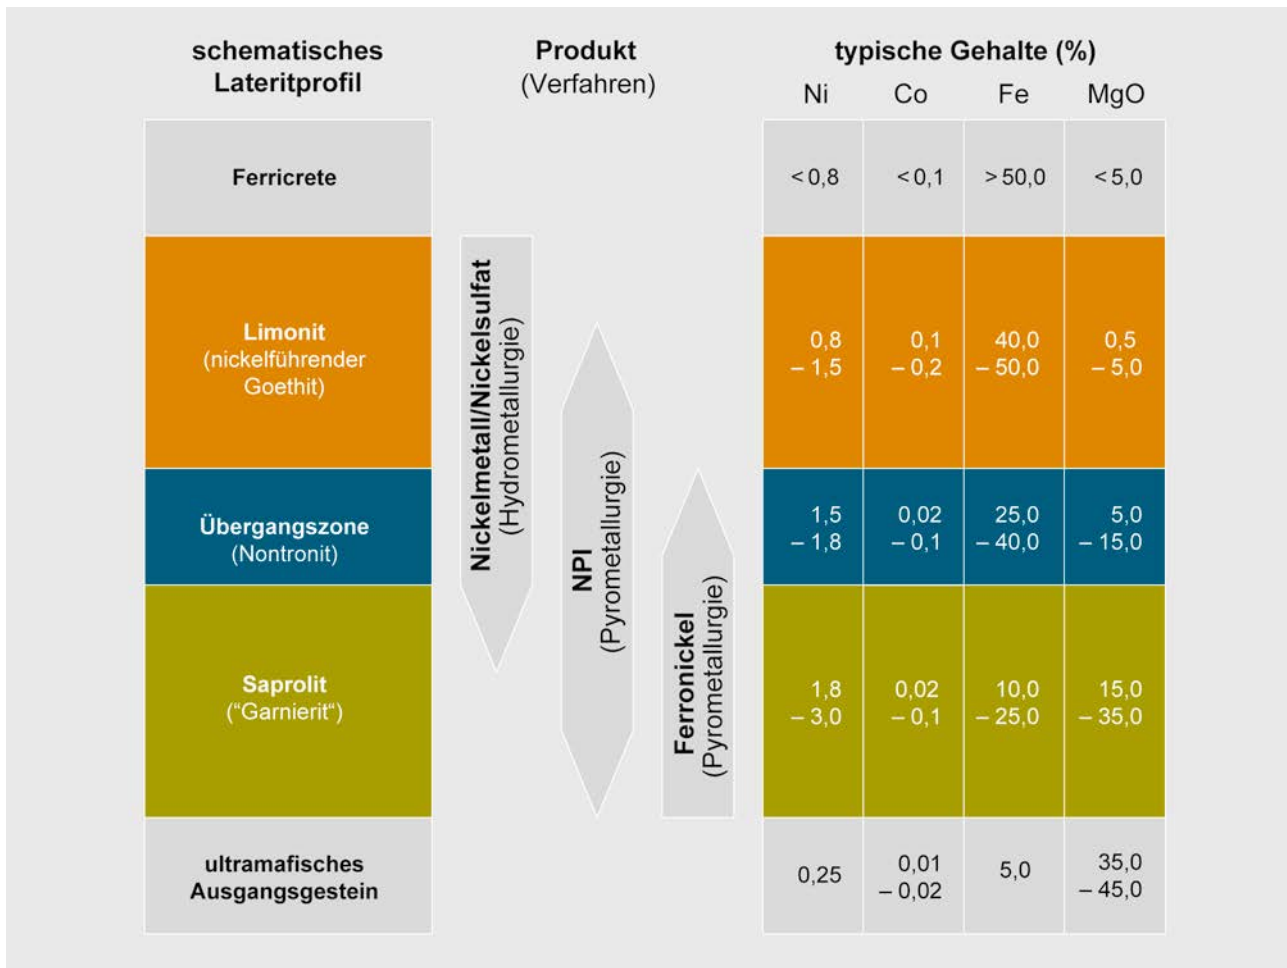 schematisches
Lateritprofil
Produkt
(Verfahren)
typische Gehalte (%)
Ni Co Fe MgO
Ferricrete
< 0,8 < 0,1 > 50,0 < 5,0
Limonit
(nickelführender
Goethit)
0,8 0,1 40,0 0,5
– 1,5 – 0,2 – 50,0 – 5,0
Übergangszone
(Nontronit)
1,5 0,02 25,0 5,0
– 1,8 – 0,1 – 40,0 – 15,0
Saprolit
(“Garnierit“)
1,8 0,02 10,0 15,0
– 3,0 – 0,1 – 25,0 – 35,0
ultramafisches
Ausgangsgestein
0,25 0,01 5,0 35,0
– 0,02 – 45,0
Nickelmetall/Nickelsulfat
(Hydrometallurgie)
NPI
(Pyrometallurgie)
Ferronickel
(Pyrometallurgie)